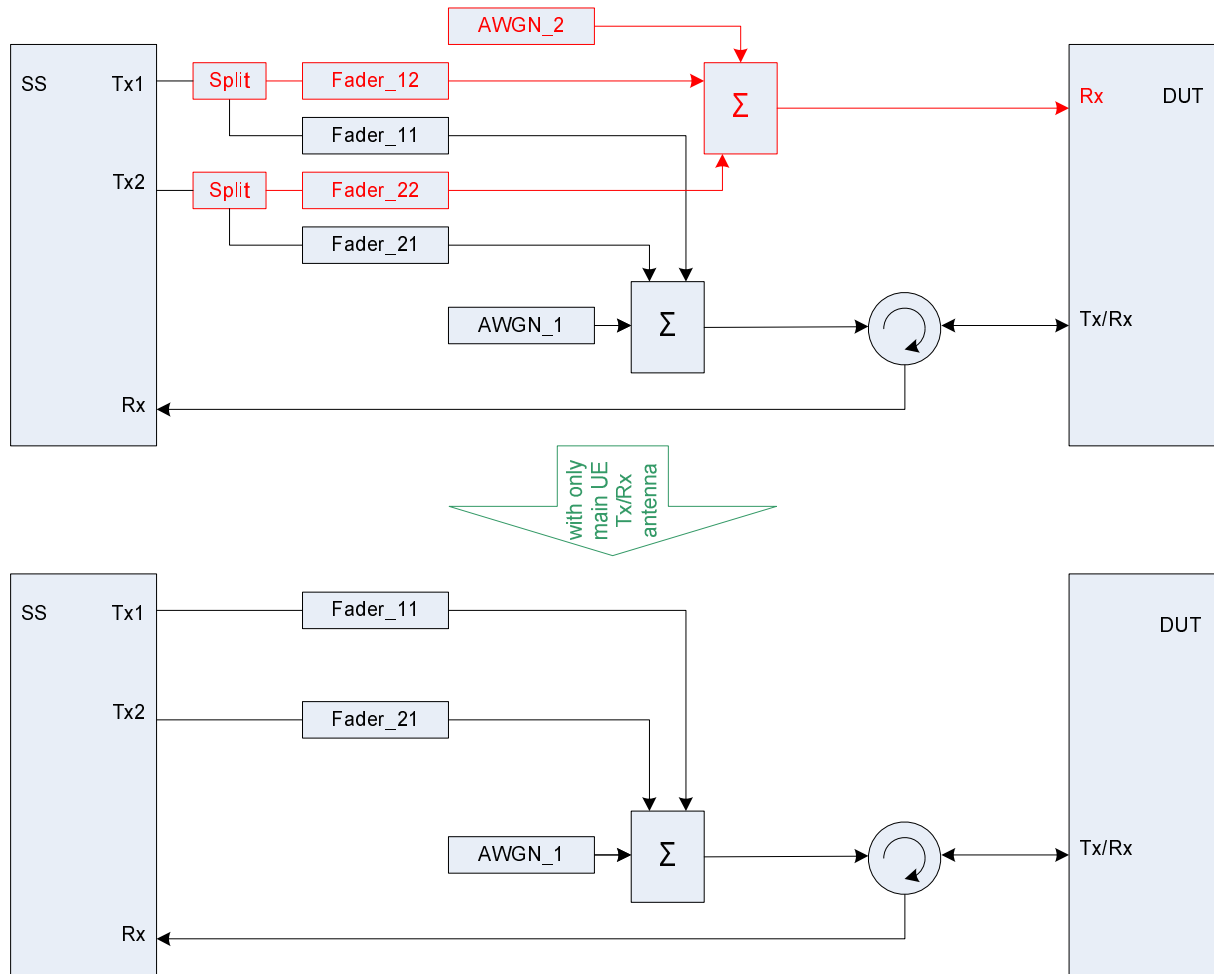 AWGN_2
SS
Tx1
Split
Fader_12
Σ
Rx
DUT
Fader_11
Tx2
Split
Fader_22
Fader_21
AWGN_1
Σ
Tx/Rx
Rx
with only
main UE
Tx/Rx
antenna
SS
Tx1
Fader_11
DUT
Tx2
Fader_21
AWGN_1
Σ
Tx/Rx
Rx